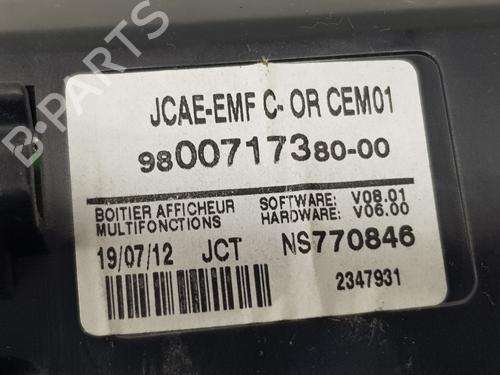 JCAE-EMF C- OR CEM01
9800717380-00
BOITIER AFFICHEUR
MULTIFONCTIONS
SOFTWARE: V08.01
HARDWARE: V06.00
19/07/12 JCT NS770846
2347931